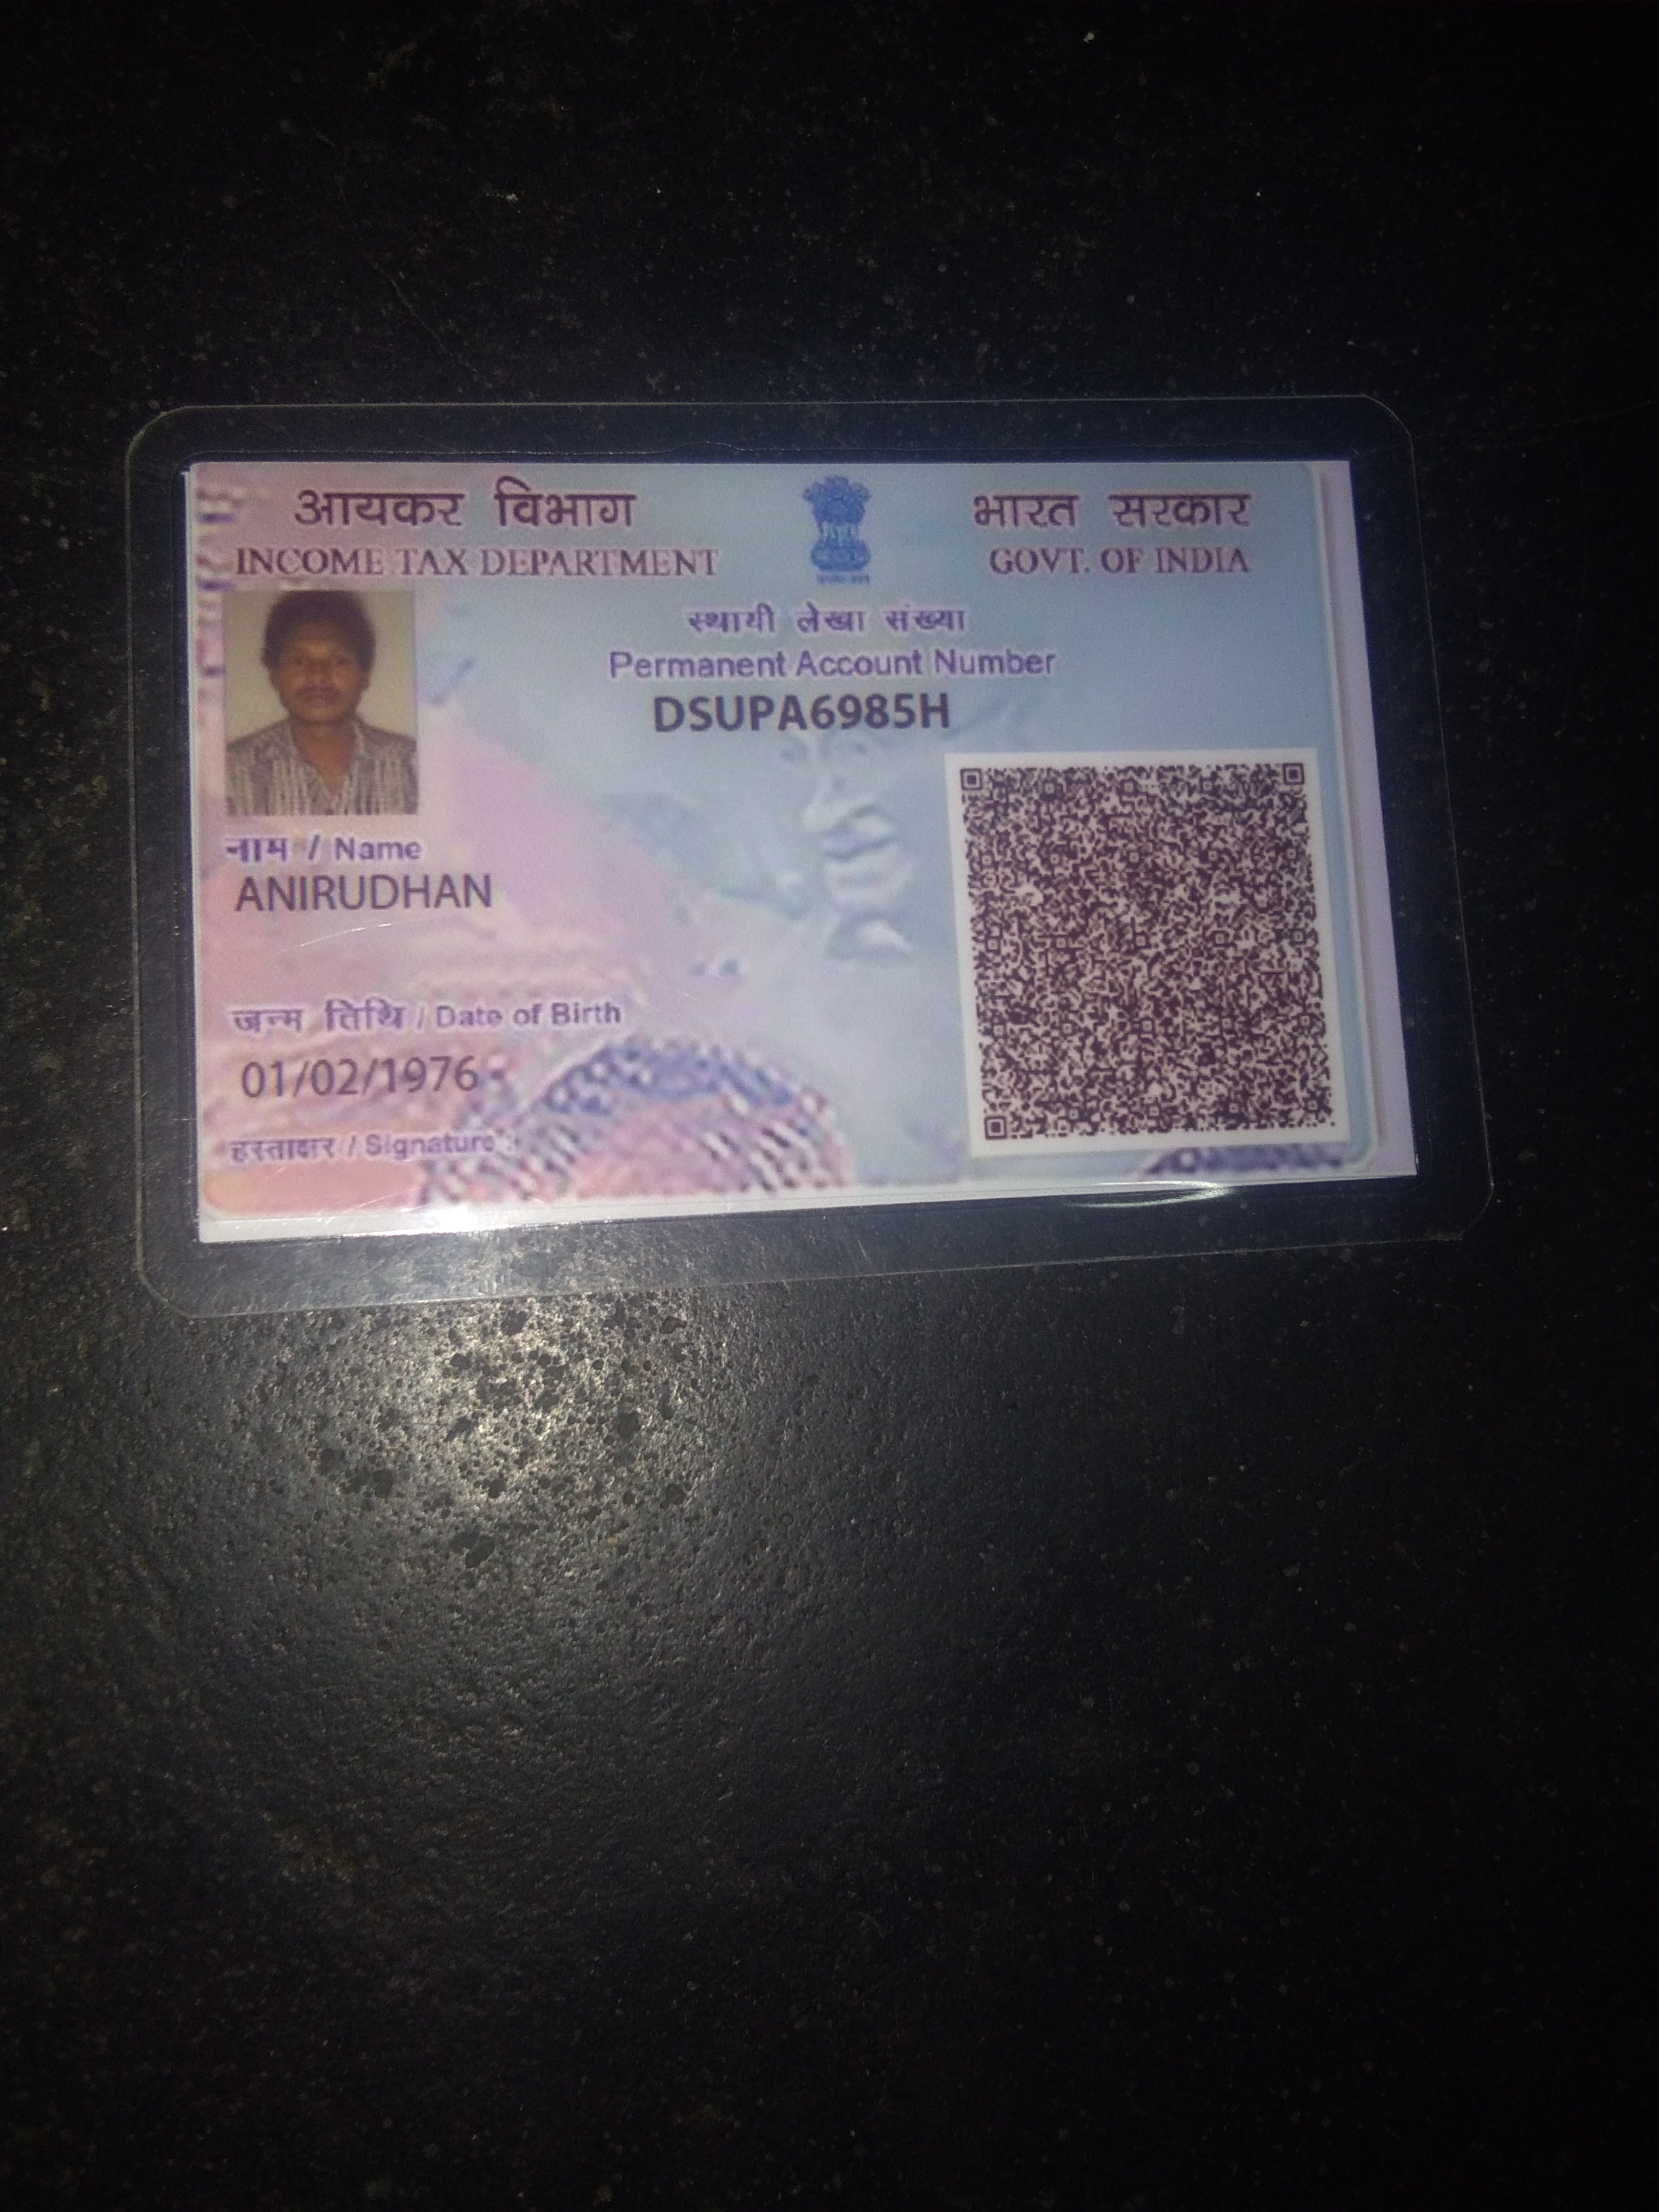 आयकर विभाग
INCOME TAX DEPARTMENT
भारत सरकार
GOVT. OF INDIA
स्थायी लेखा संख्या
Permanent Account Number
DSUPA6985H
नाम / Name
ANIRUDHAN
जन्म तिथि / Date of Birth
01/02/1976
हस्ताक्षर / Signature :